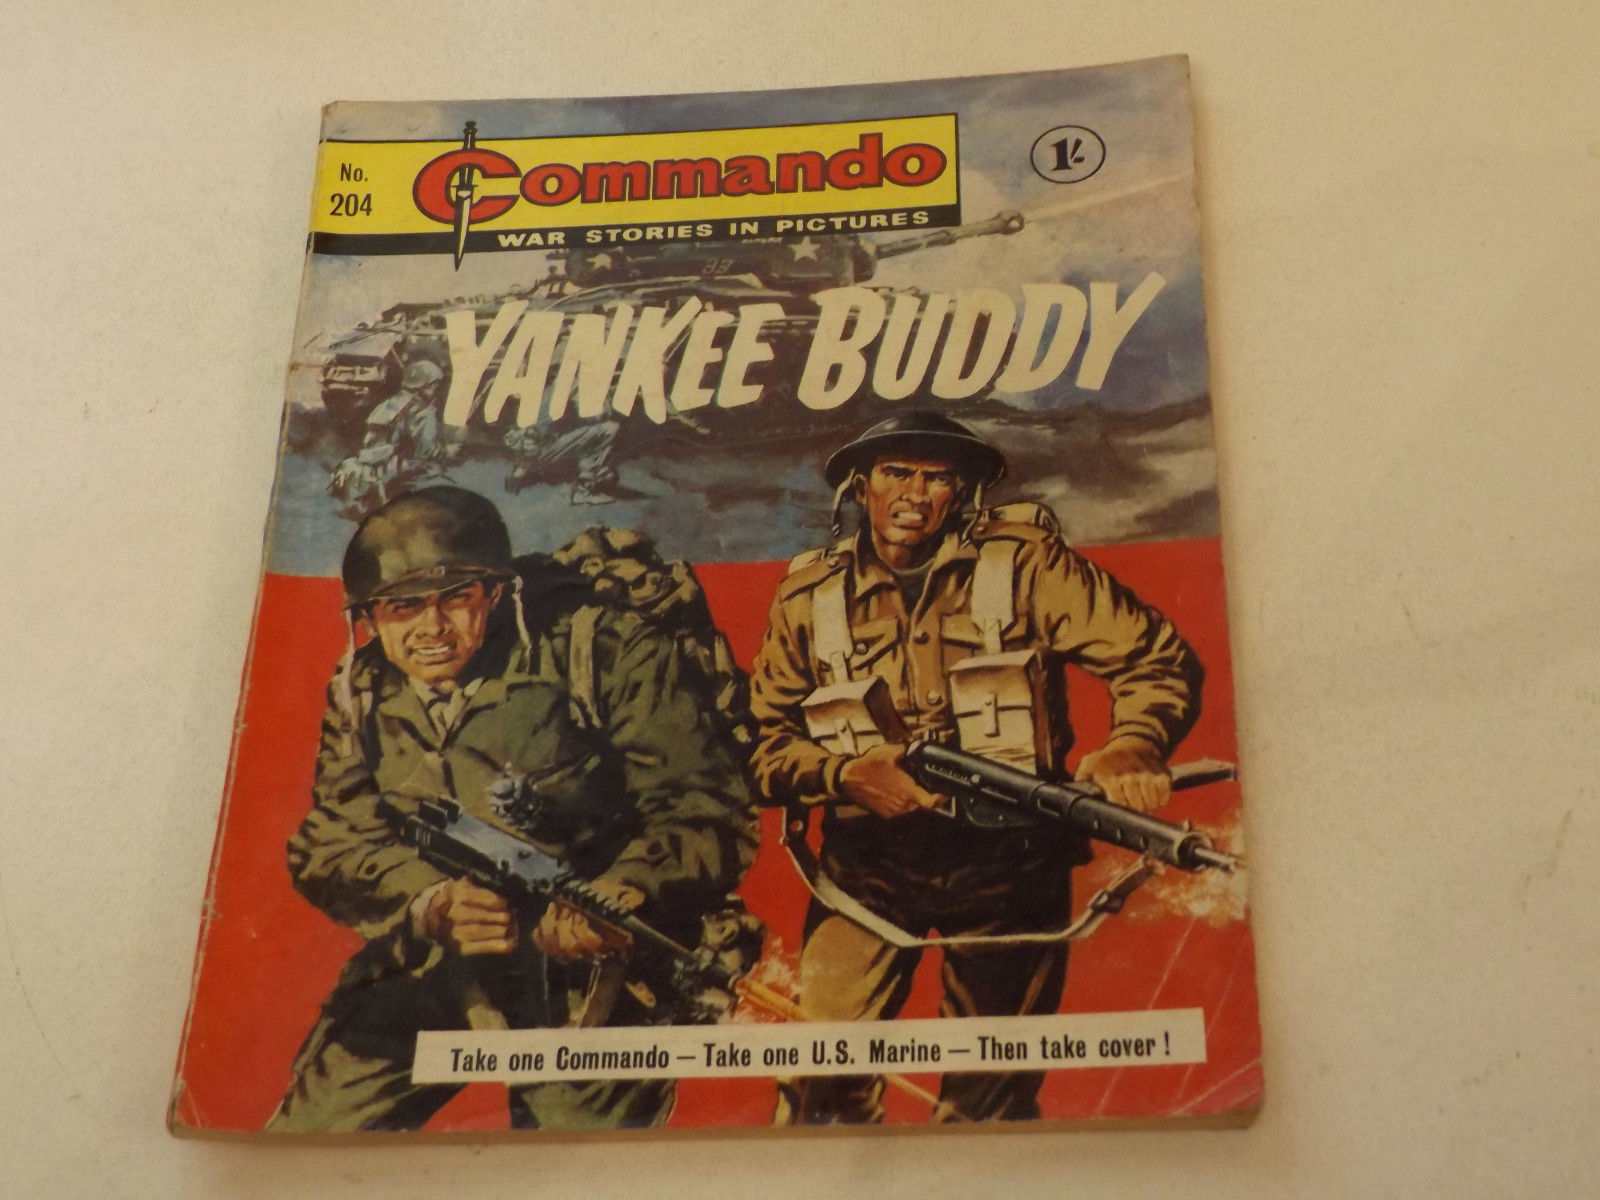 No.
204
Commando
1/-
WAR STORIES IN PICTURES
33
YANKEE BUDDY
Take one Commando — Take one U.S. Marine — Then take cover!